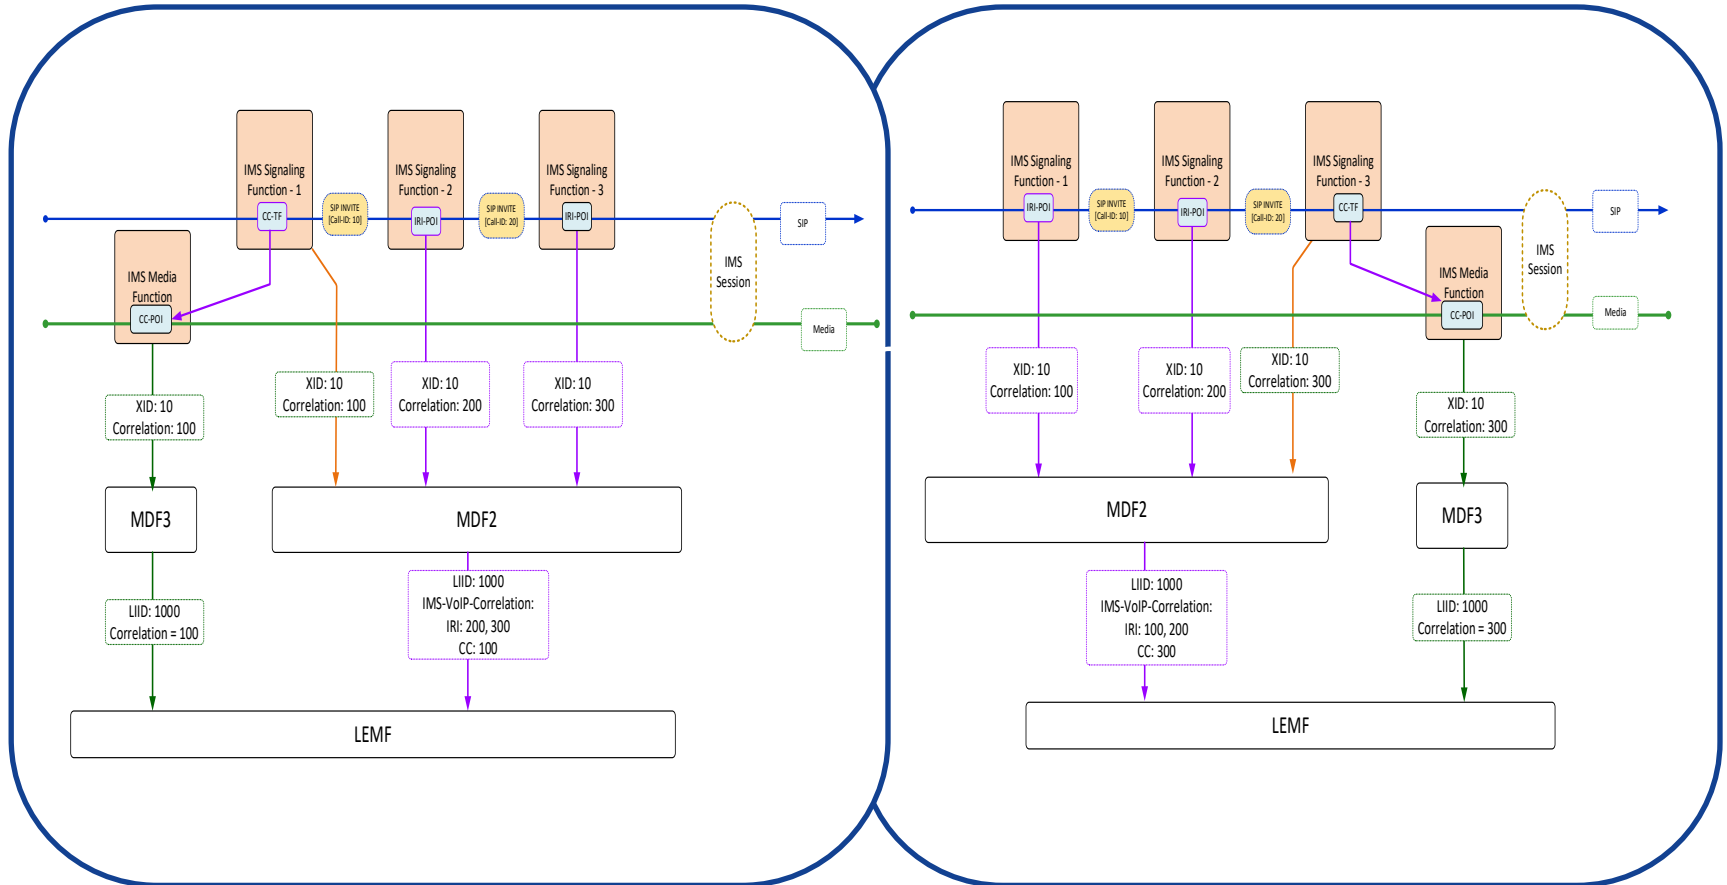 IMS Signaling
Function - 1
CC-TF
SIP INVITE
[Call-ID: 10]
IMS Signaling
Function - 2
IRI-POI
SIP INVITE
[Call-ID: 20]
IMS Signaling
Function - 3
IRI-POI
SIP
IMS
Session
IMS Media
Function
CC-POI
Media
XID: 10
Correlation: 100
XID: 10
Correlation: 100
XID: 10
Correlation: 200
XID: 10
Correlation: 300
MDF3
MDF2
LIID: 1000
Correlation = 100
LIID: 1000
IMS-VoIP-Correlation:
IRI: 200, 300
CC: 100
LEMF
IMS Signaling
Function - 1
IRI-POI
SIP INVITE
[Call-ID: 10]
IMS Signaling
Function - 2
IRI-POI
SIP INVITE
[Call-ID: 20]
IMS Signaling
Function - 3
CC-TF
SIP
IMS
Session
IMS Media
Function
CC-POI
Media
XID: 10
Correlation: 100
XID: 10
Correlation: 200
XID: 10
Correlation: 300
XID: 10
Correlation: 300
MDF2
MDF3
LIID: 1000
IMS-VoIP-Correlation:
IRI: 100, 200
CC: 300
LIID: 1000
Correlation = 300
LEMF